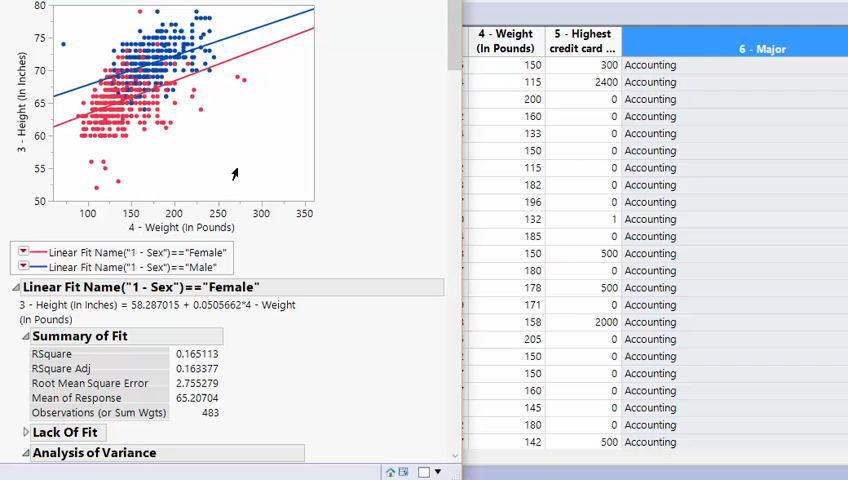 80
75
70
65
60
55
50
3 - Height (In Inches)
100 150 200 250 300 350
4 - Weight (In Pounds)
Linear Fit Name("1 - Sex")=="Female"
Linear Fit Name("1 - Sex")=="Male"
Linear Fit Name("1 - Sex")=="Female"
3 - Height (In Inches) = 58.287015 + 0.0505662*4 - Weight
(In Pounds)
Summary of Fit
RSquare 0.165113
RSquare Adj 0.163377
Root Mean Square Error 2.755279
Mean of Response 65.20704
Observations (or Sum Wgts) 483
Lack Of Fit
Analysis of Variance
4 - Weight 5 - Highest
(In Pounds) credit card ... 6 - Major
150 300 Accounting
115 2400 Accounting
200 0 Accounting
160 0 Accounting
133 0 Accounting
150 0 Accounting
115 0 Accounting
182 0 Accounting
196 0 Accounting
132 1 Accounting
185 0 Accounting
150 500 Accounting
180 0 Accounting
178 500 Accounting
171 0 Accounting
158 2000 Accounting
205 0 Accounting
150 0 Accounting
150 0 Accounting
160 0 Accounting
145 0 Accounting
180 0 Accounting
142 500 Accounting